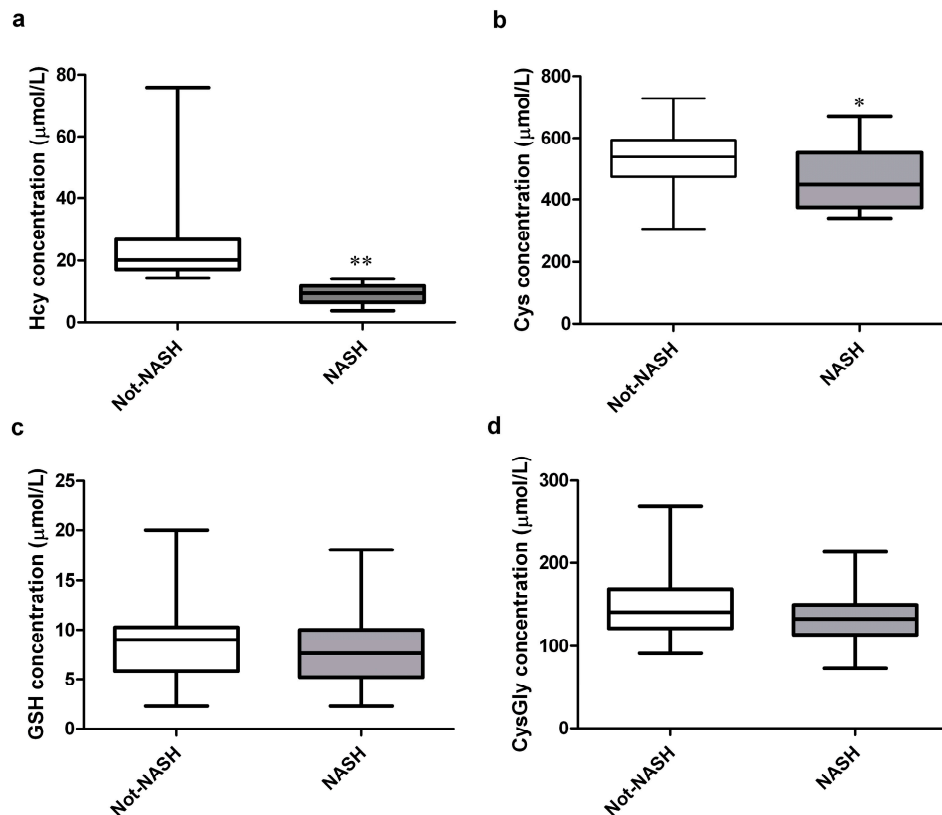 a
Hcy concentration (μmol/L)
80
60
40
20
0
**
Not-NASH
NASH
b
Cys concentration (μmol/L)
800
600
400
200
0
*
Not-NASH
NASH
c
GSH concentration (μmol/L)
25
20
15
10
5
0
Not-NASH
NASH
d
CysGly concentration (μmol/L)
300
200
100
0
Not-NASH
NASH